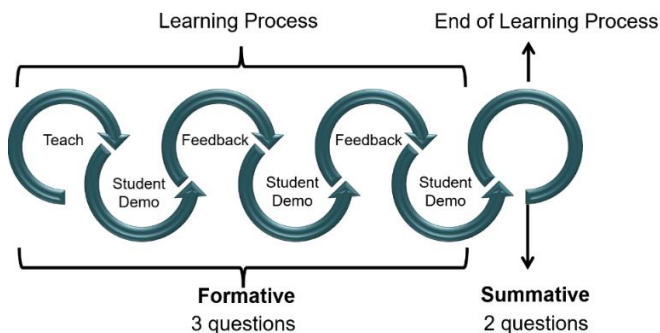 Learning Process
End of Learning Process
Teach
Student
Demo
Feedback
Student
Demo
Feedback
Student
Demo
Formative
3 questions
Summative
2 questions